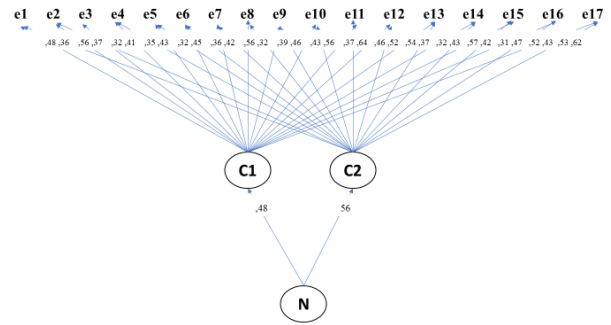 e1 e2 e3 e4 e5 e6 e7 e8 e9 e10 e11 e12 e13 e14 e15 e16 e17
,48 ,36 ,56 ,37 ,32 ,41 ,35 ,43 ,32 ,45 ,36 ,42 ,56 ,32 ,39 ,46 ,43 ,56 ,37 ,64 ,46 ,52 ,54 ,37 ,32 ,43 ,57 ,42 ,31 ,47 ,52 ,43 ,53 ,62
C1 C2
,48 56
N